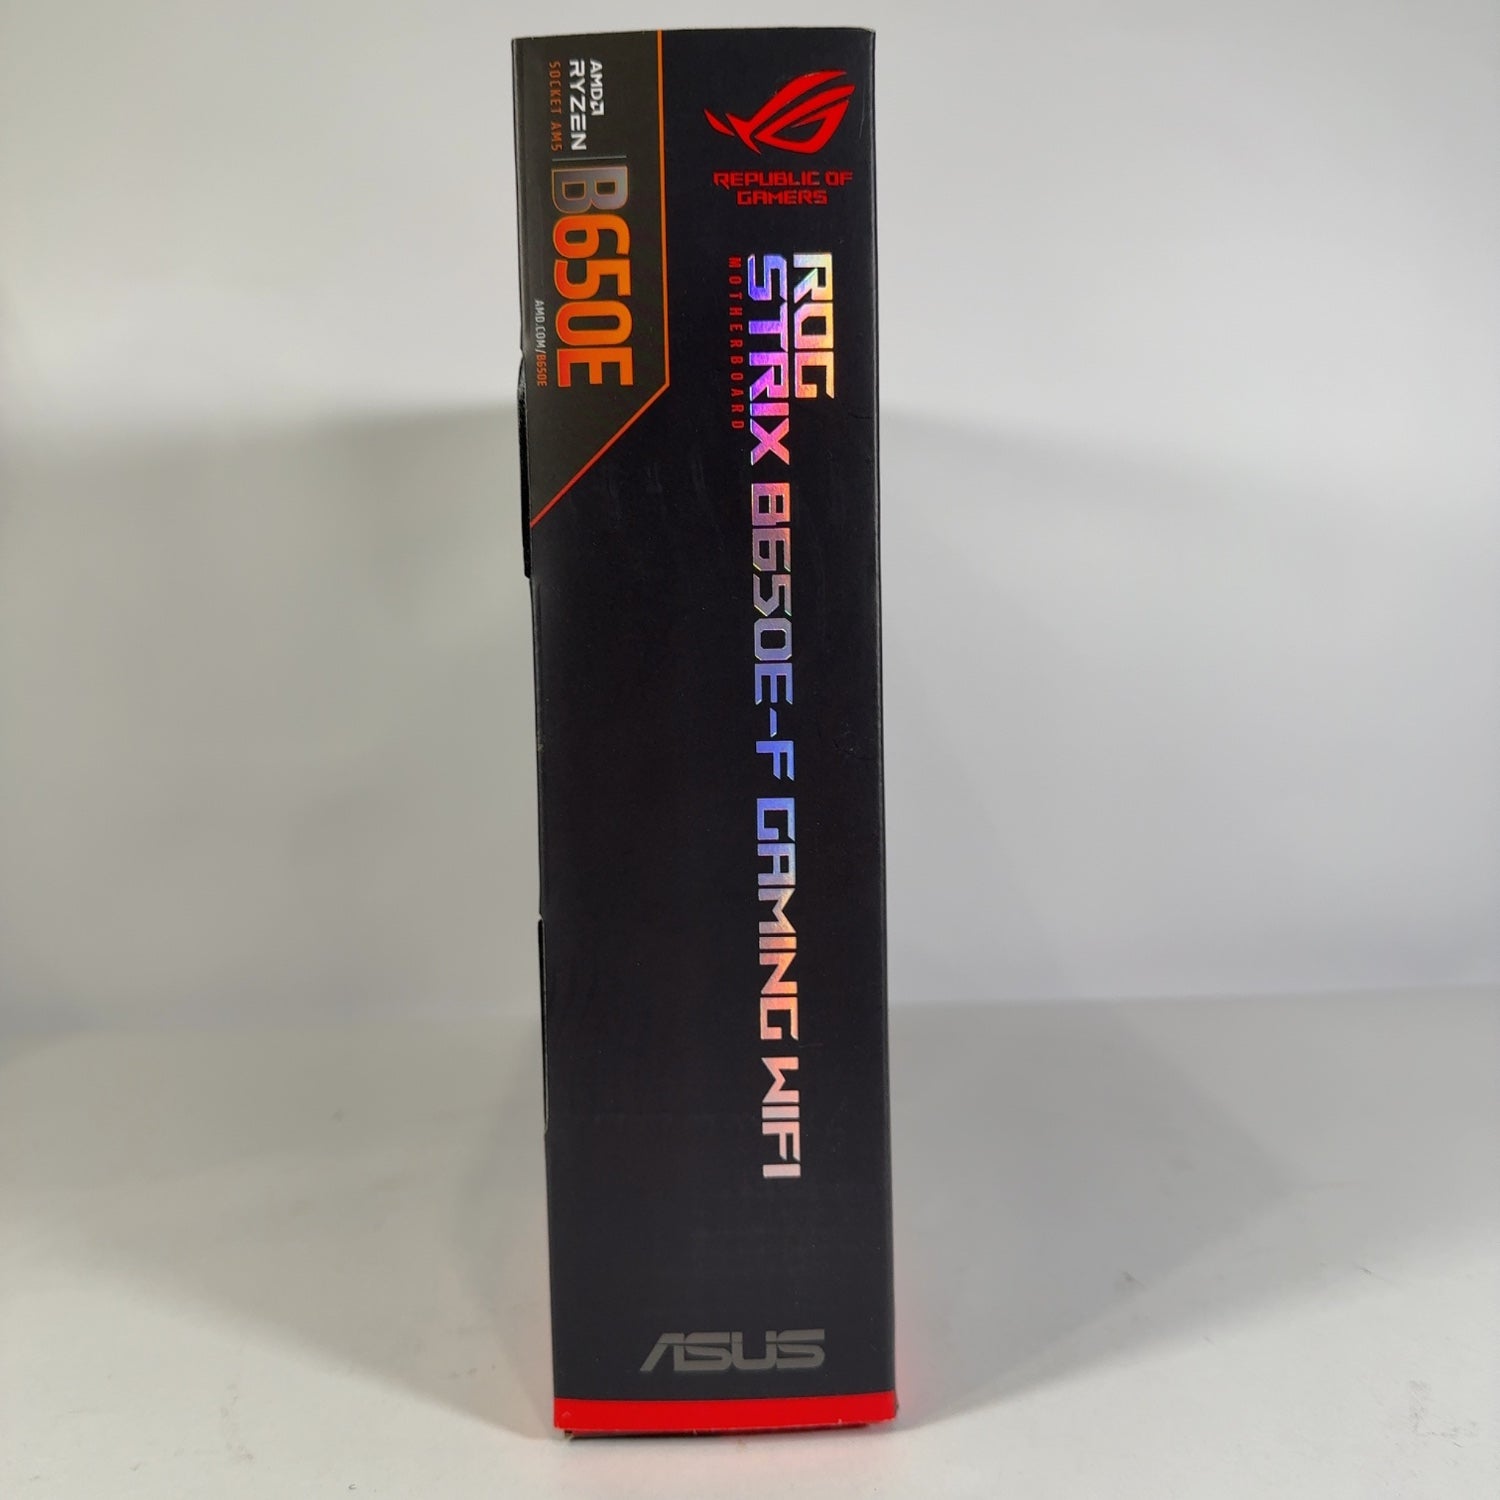 REPUBLIC OF
GAMERS
ROG
STRIX B650E-F GAMING WIFI
MOTHERBOARD
AMD
RYZEN
SOCKET AM5
B650E
AMD.COM/B650E
ASUS